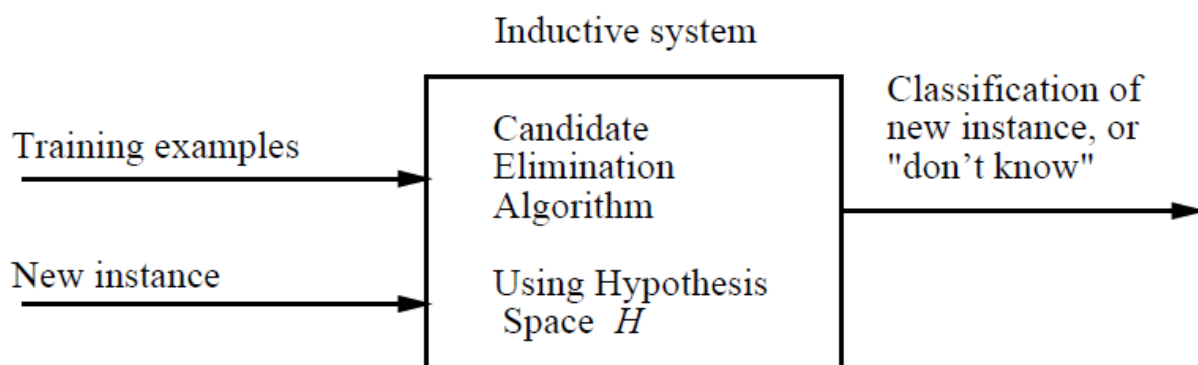 Inductive system
Training examples
New instance
Candidate
Elimination
Algorithm
Using Hypothesis
Space H
Classification of
new instance, or
"don’t know"